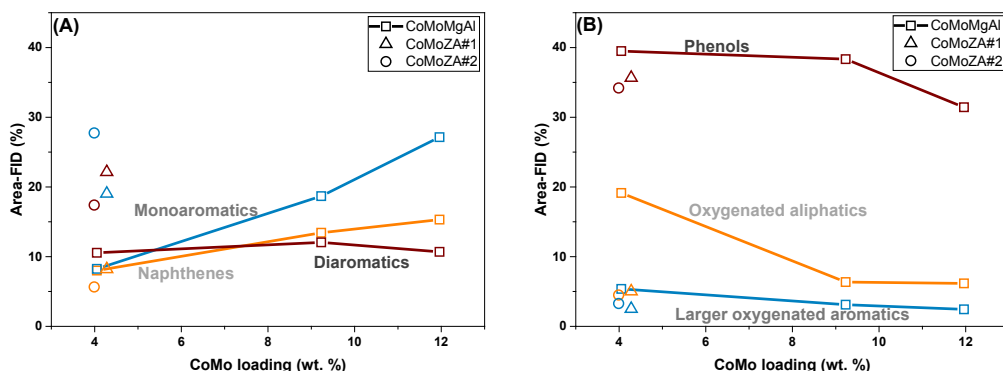 (A)
CoMoMgAl
CoMoZA#1
CoMoZA#2
Monoaromatics
Naphthenes
Diaromatics
Area-FID (%)
0
10
20
30
40
4
6
8
10
12
CoMo loading (wt. %)
(B)
CoMoMgAl
CoMoZA#1
CoMoZA#2
Phenols
Oxygenated aliphatics
Larger oxygenated aromatics
Area-FID (%)
0
10
20
30
40
4
6
8
10
12
CoMo loading (wt. %)